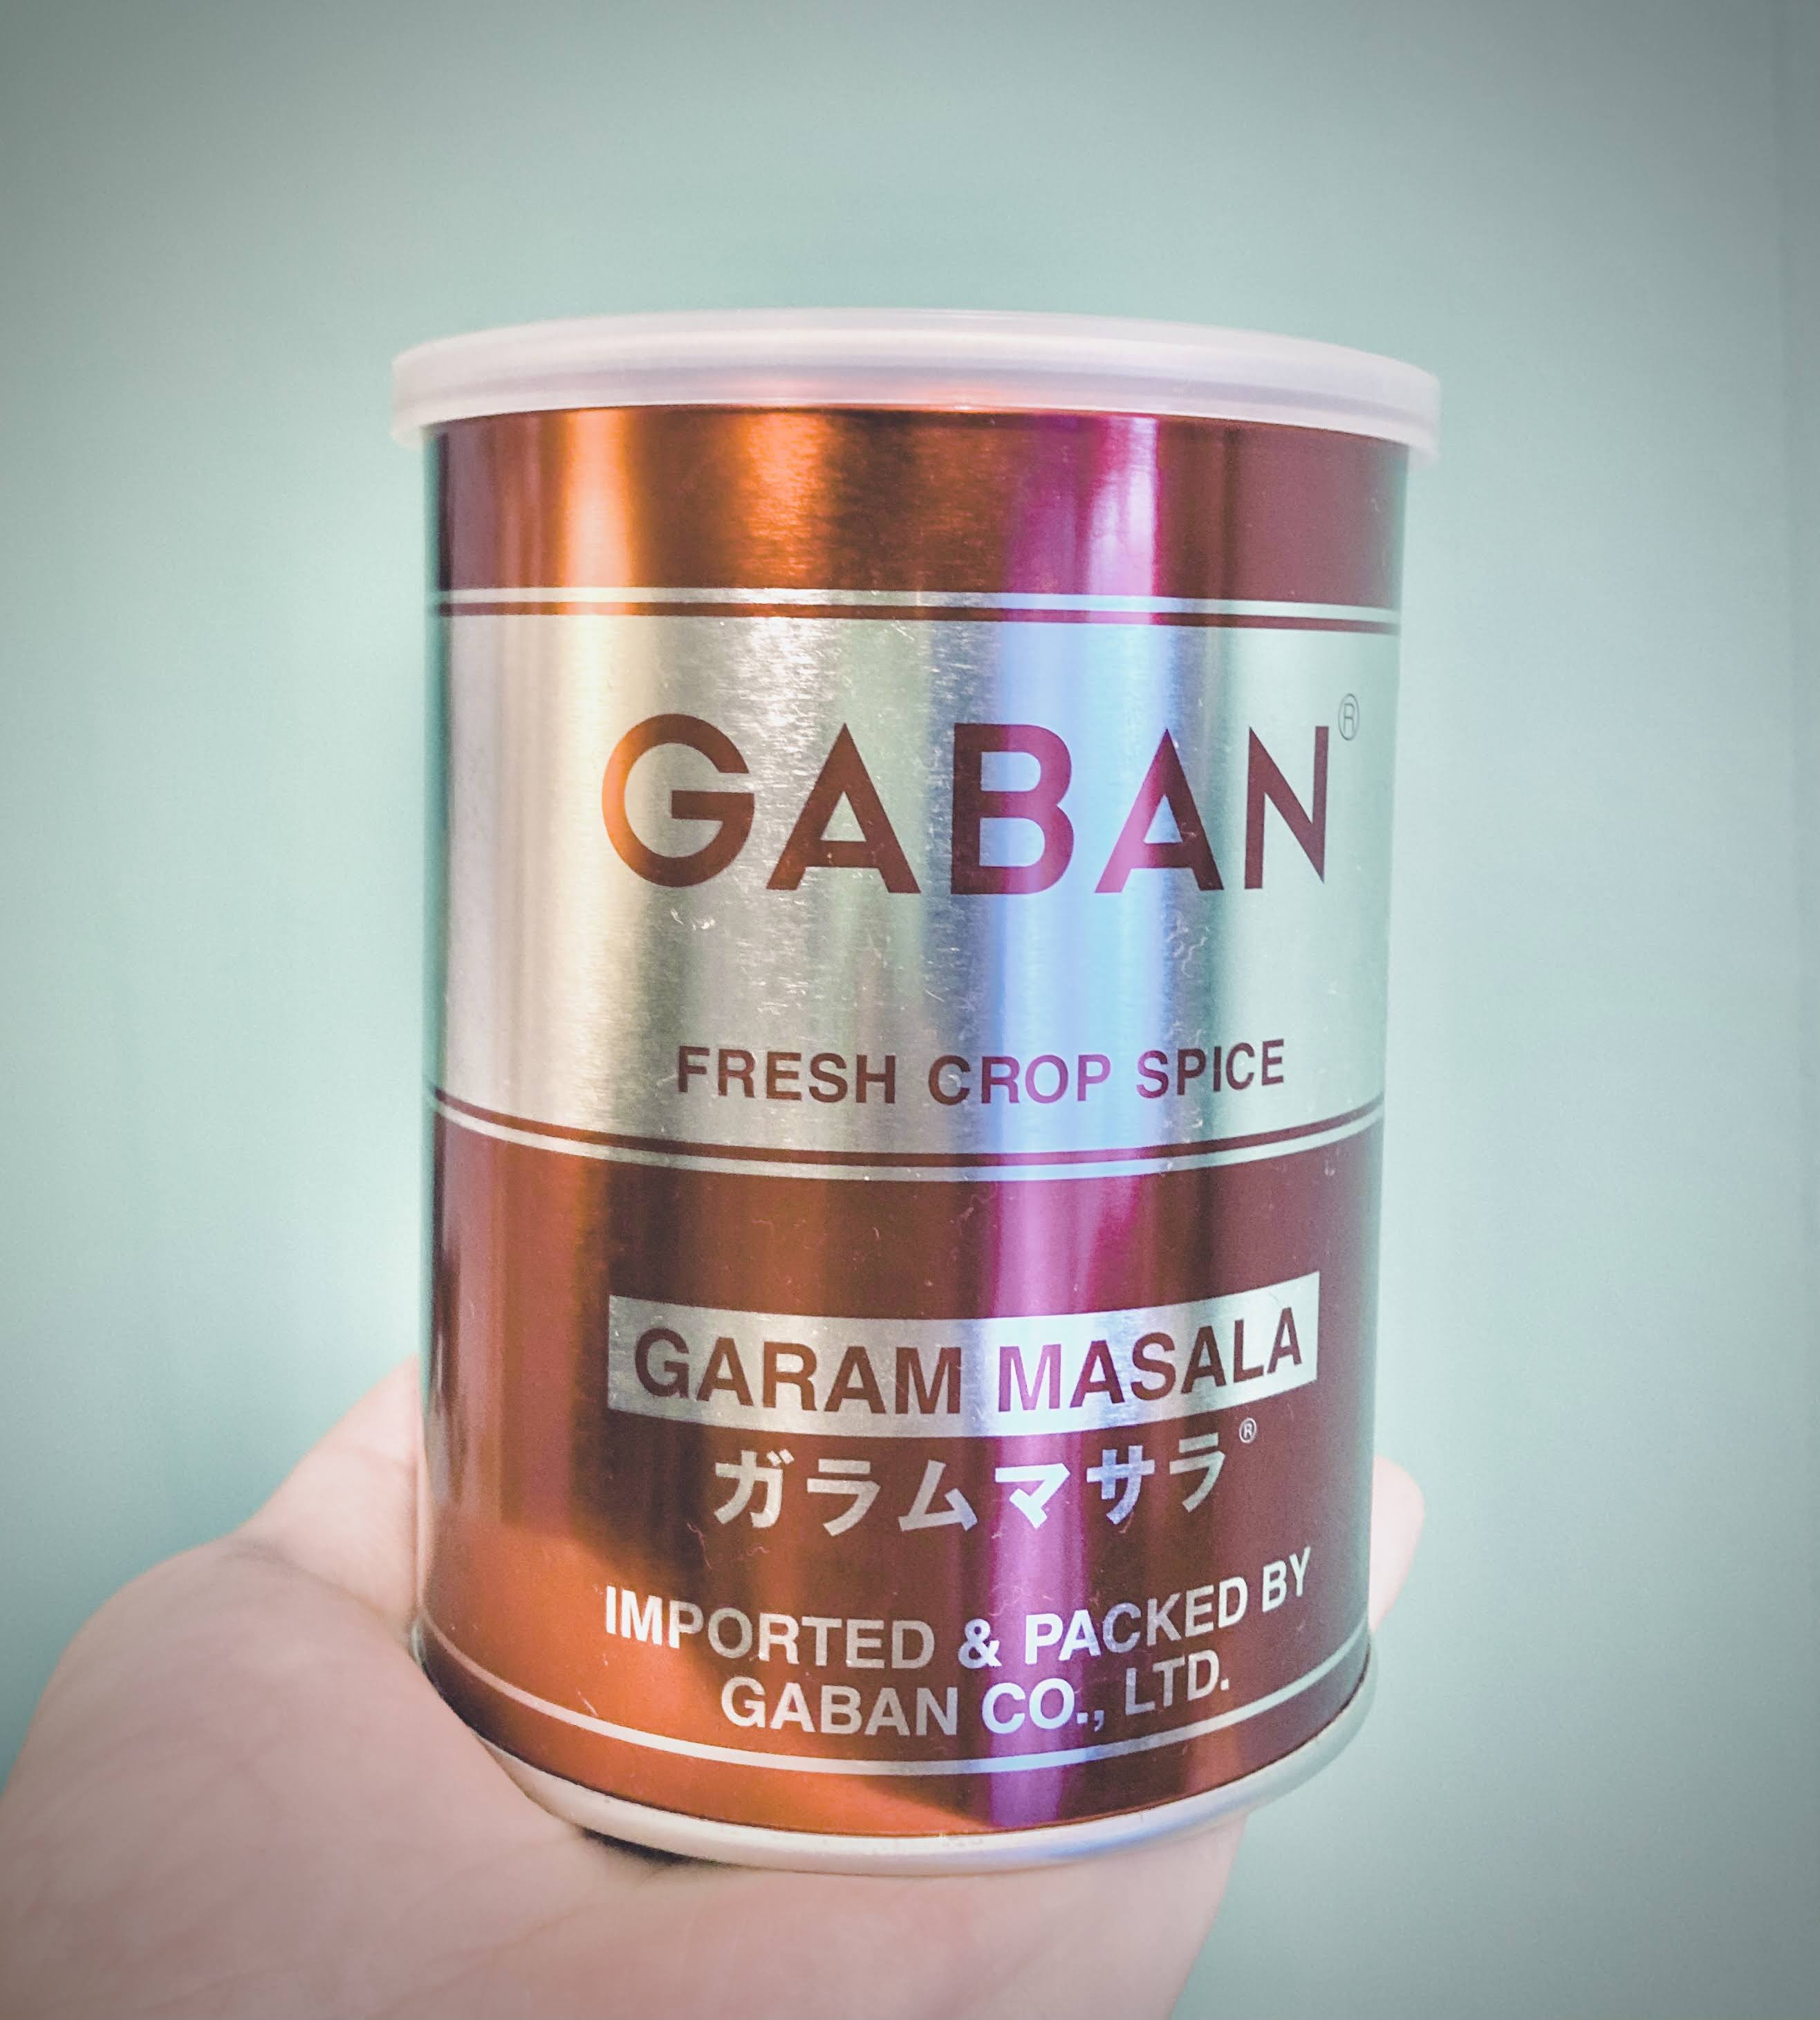 GABAN®
FRESH CROP SPICE
GARAM MASALA
ガラムマサラ®
IMPORTED & PACKED BY
GABAN CO., LTD.